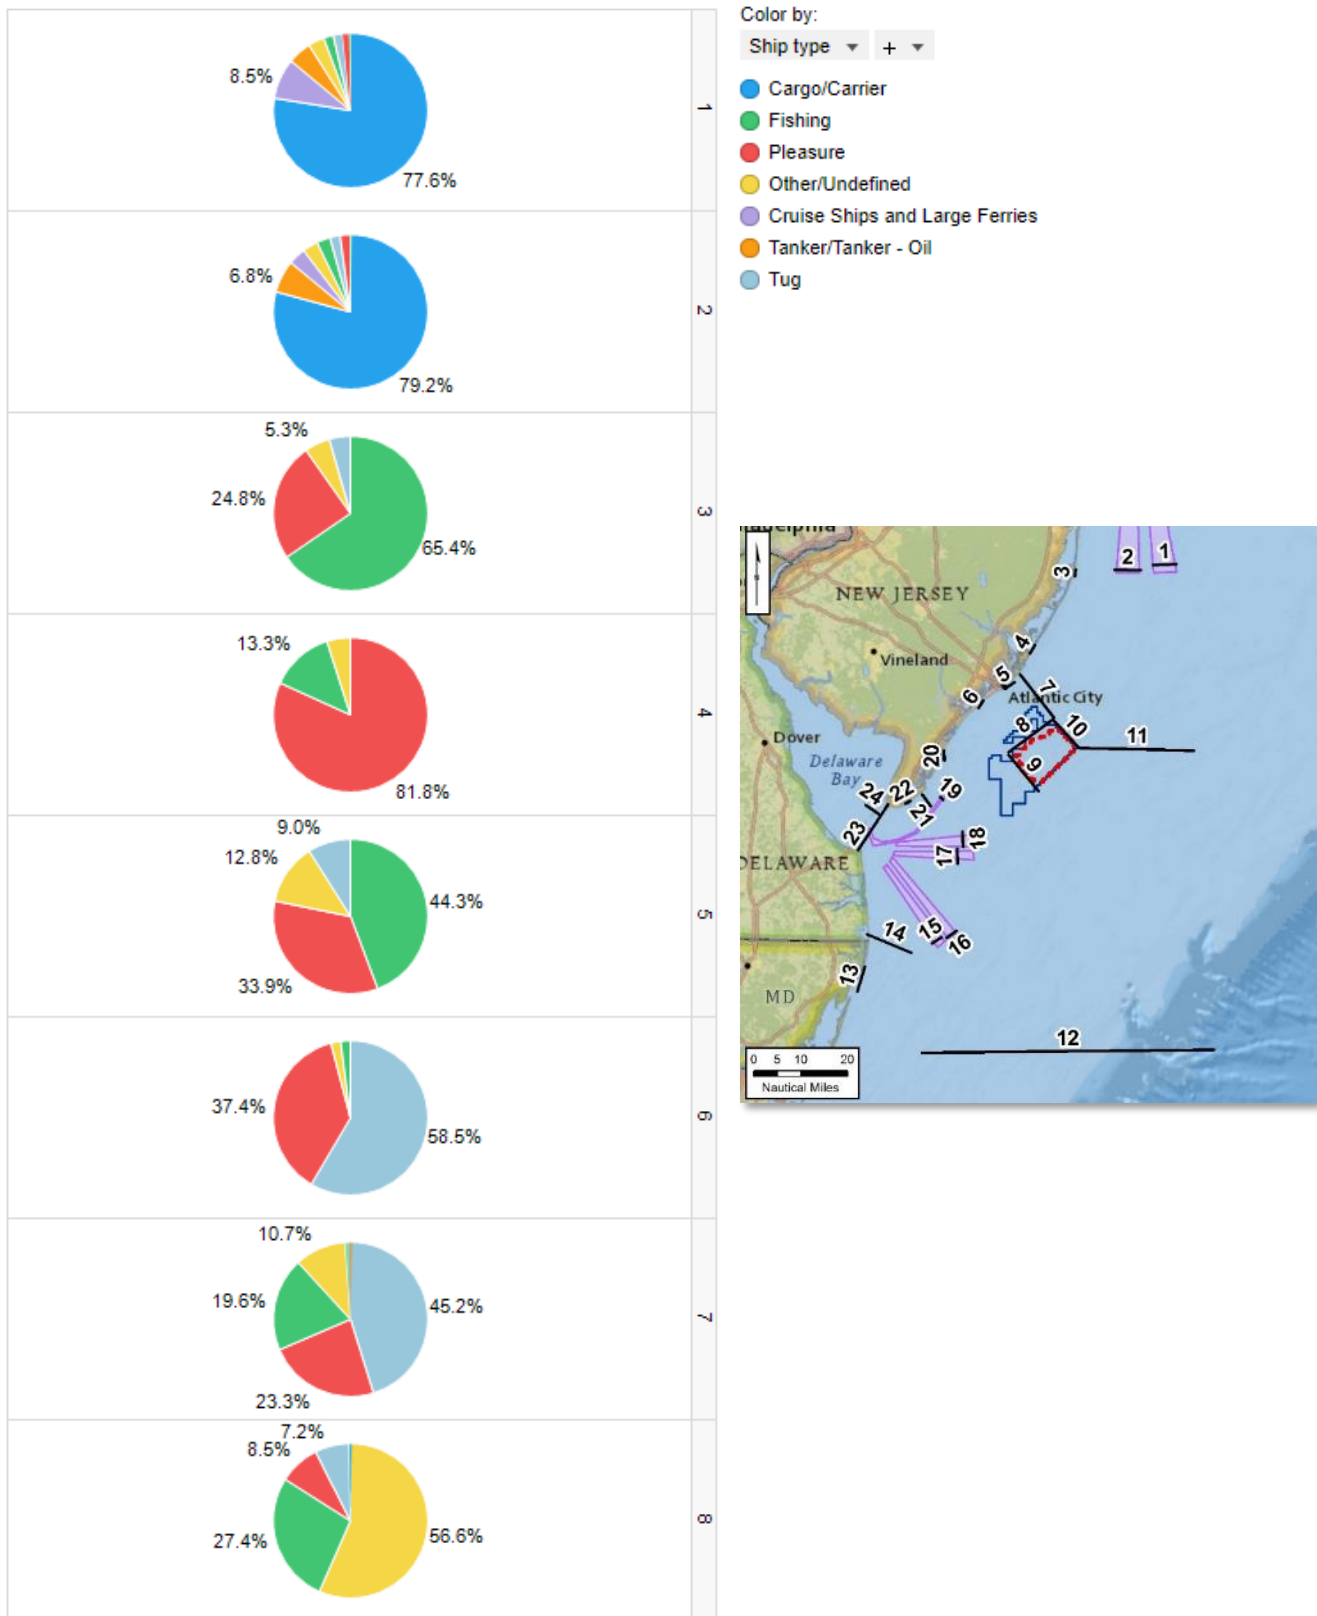 8.5%
77.6%
1
6.8%
79.2%
2
5.3%
24.8%
65.4%
3
13.3%
81.8%
4
9.0%
12.8%
44.3%
33.9%
5
37.4%
58.5%
6
10.7%
19.6%
45.2%
23.3%
7
7.2%
8.5%
27.4%
56.6%
8
Color by:
Ship type +
Cargo/Carrier
Fishing
Pleasure
Other/Undefined
Cruise Ships and Large Ferries
Tanker/Tanker - Oil
Tug
2 1
3
NEW JERSEY
4
Vineland
5
6
7
Atlantic City
8 10
Dover
11
9
Delaware
Bay
20
24 22 19
21
23
18
17
DELAWARE
14 15 16
13
MD
12
0 5 10 20
Nautical Miles